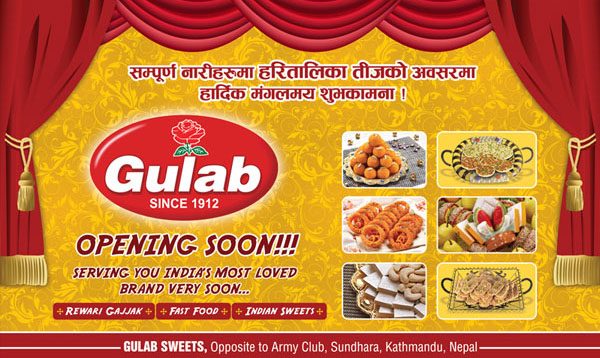 सम्पूर्ण नारीहरुमा हरितालिका तीजको अवसरमा
हार्दिक मंगलमय शुभकामना !
Gulab
SINCE 1912
OPENING SOON!!!
SERVING YOU INDIA'S MOST LOVED
BRAND VERY SOON...
REWARI GAJJAK FAST FOOD INDIAN SWEETS
GULAB SWEETS, Opposite to Army Club, Sundhara, Kathmandu, Nepal